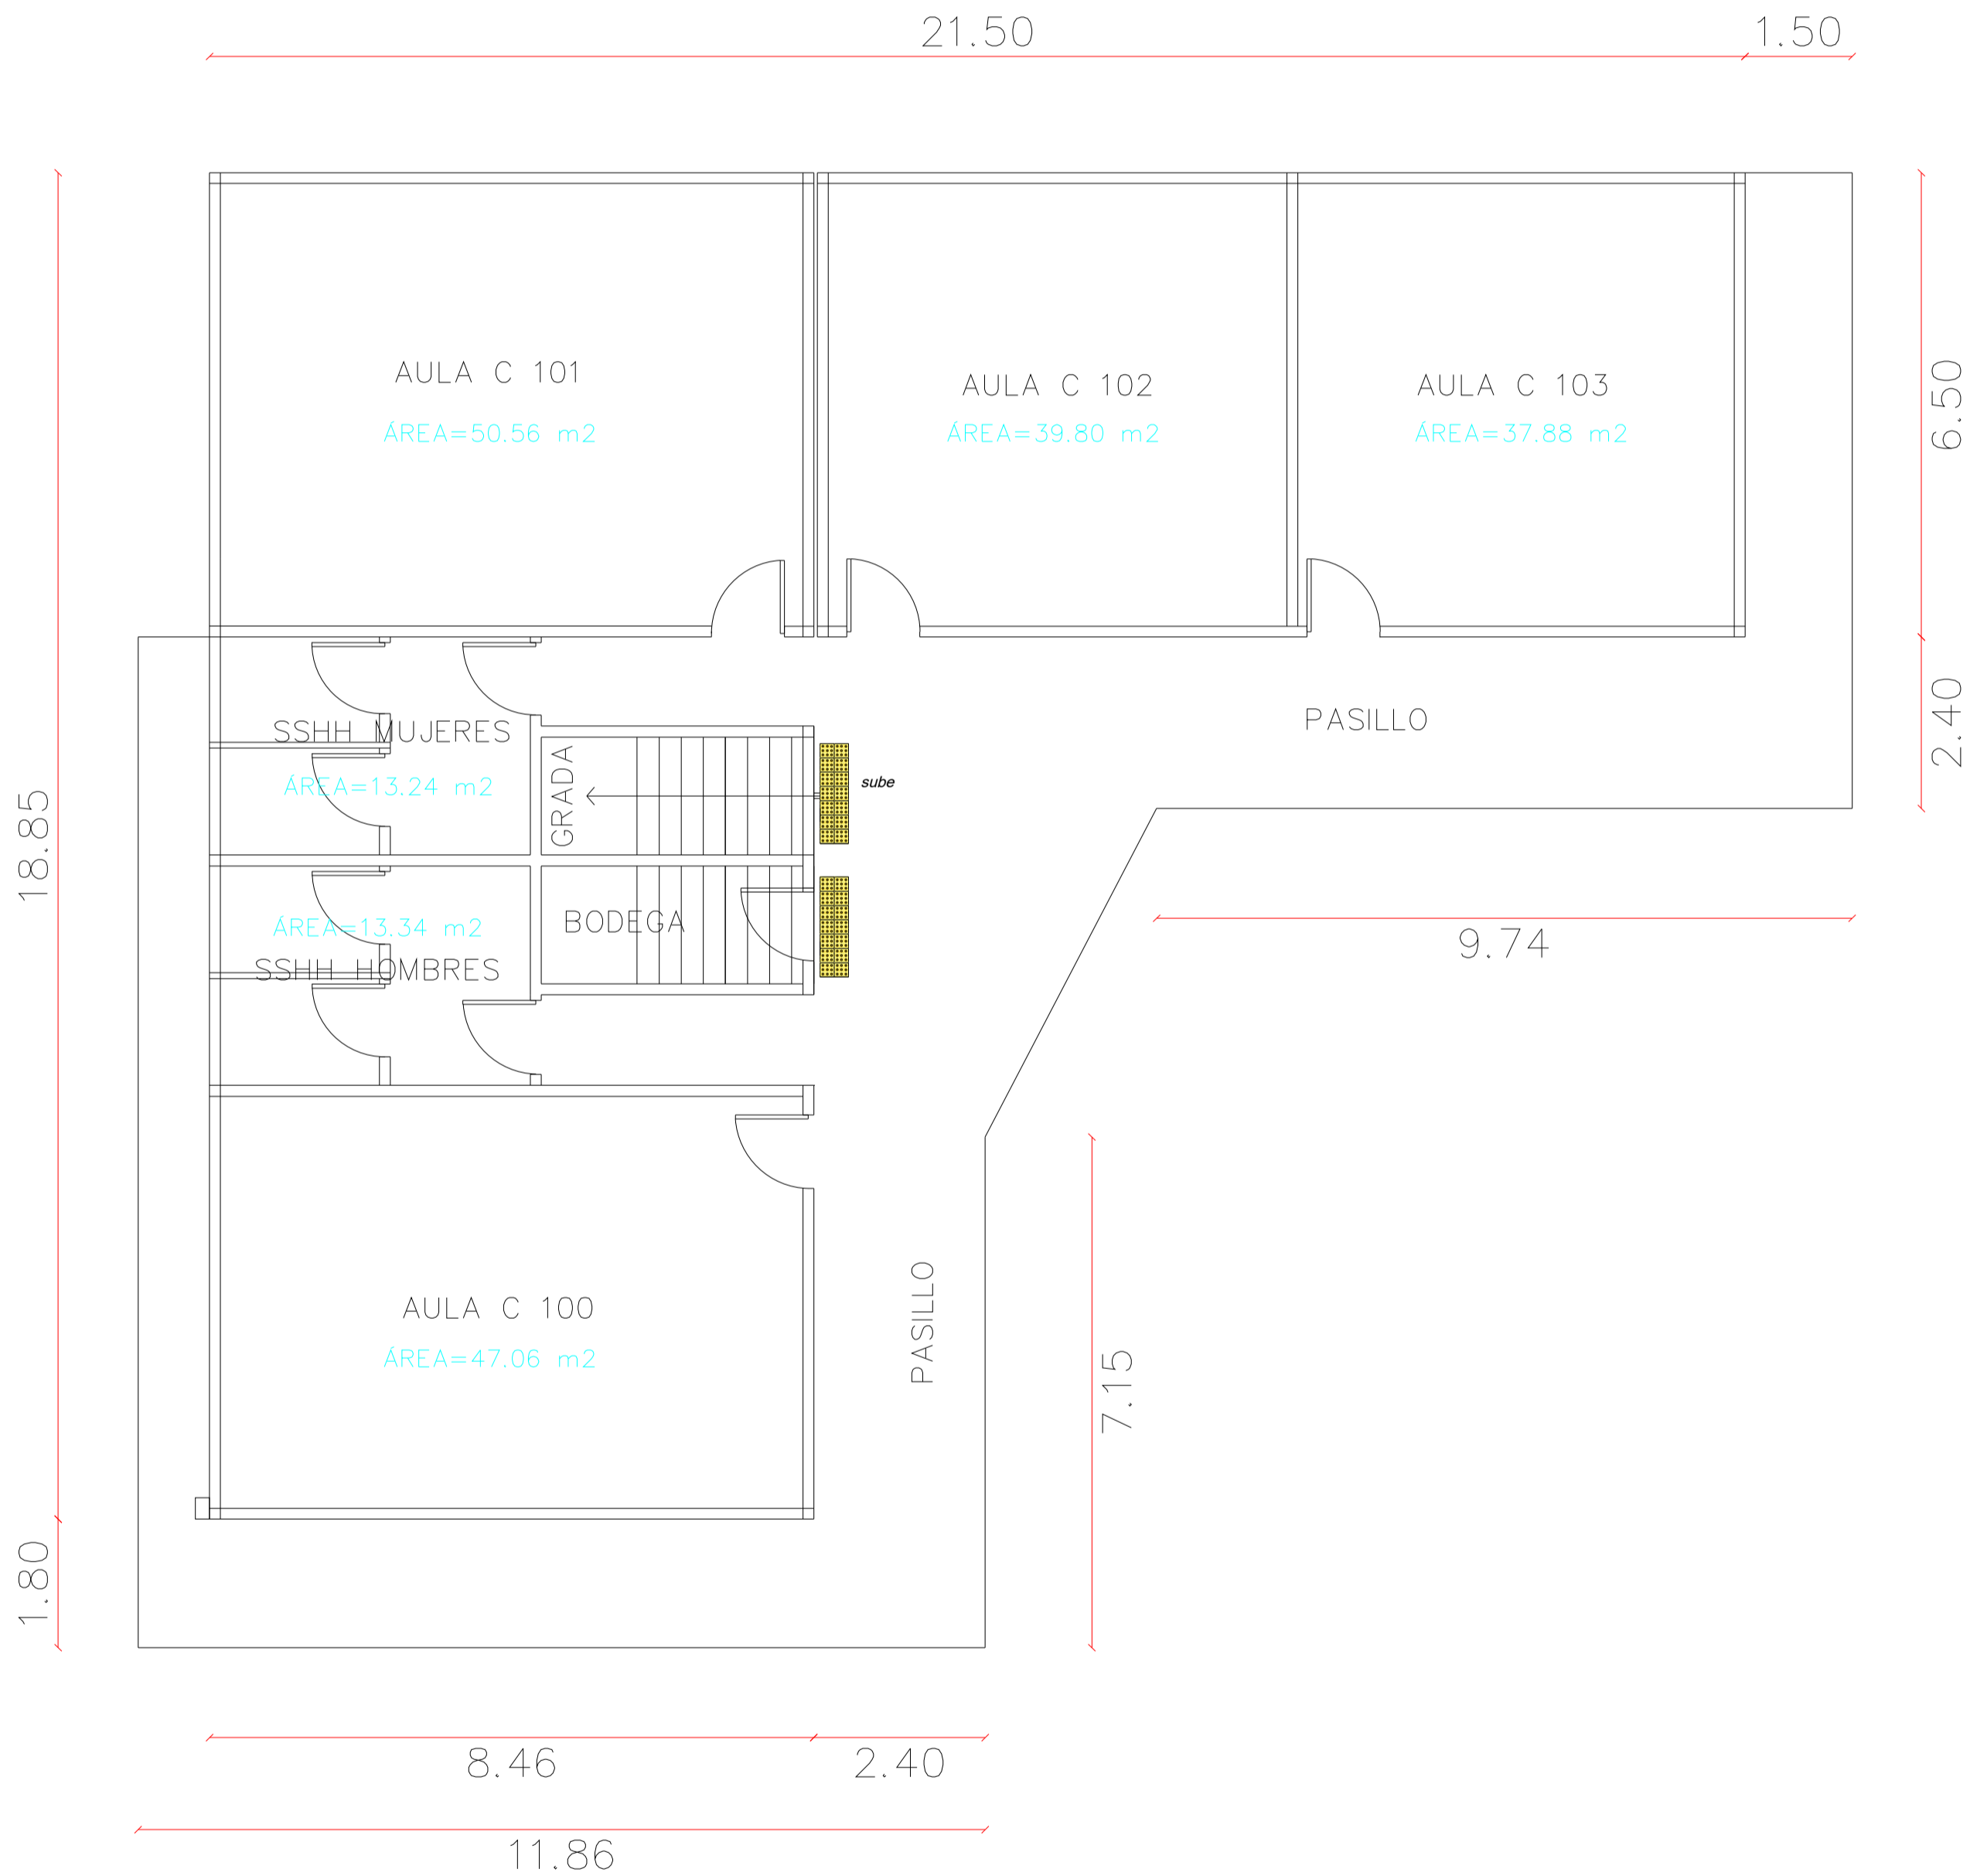 21.50
1.50
AULA C 101
ÁREA=50.56 m2
AULA C 102
ÁREA=39.80 m2
AULA C 103
ÁREA=37.88 m2
6.50
2.40
PASILLO
SSHH MUJERES
ÁREA=13.24 m2
GRADA
sube
18.85
BODEGA
ÁREA=13.34 m2
SSHH HOMBRES
9.74
AULA C 100
ÁREA=47.06 m2
PASILLO
7.15
1.80
8.46
2.40
11.86